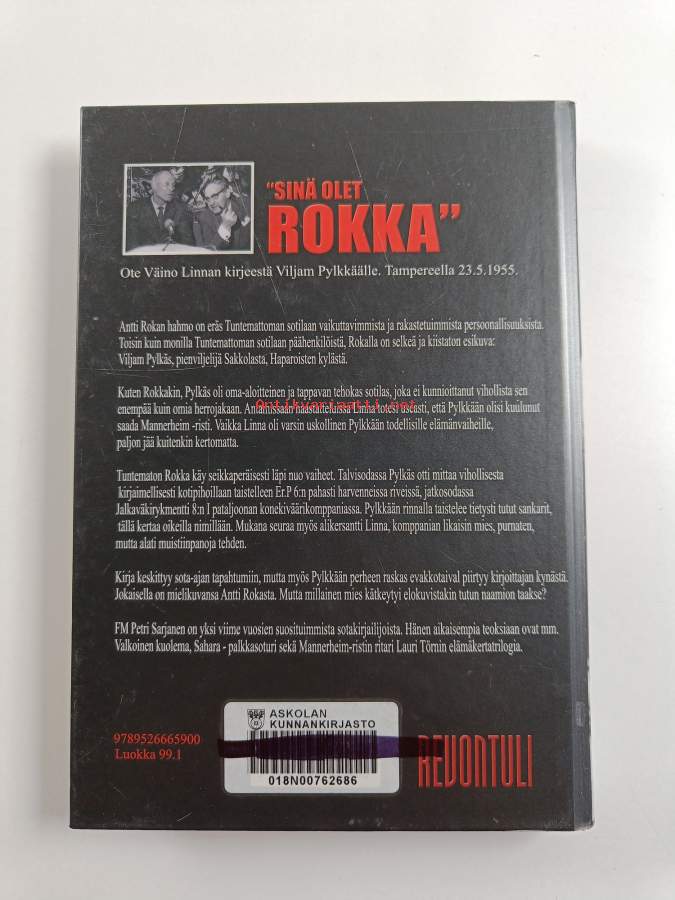 "SINÄ OLET
ROKKA"
Ote Väinö Linnan kirjeestä Viljam Pylkkäälle. Tampereella 23.5.1955.
Antti Rokan hahmo on eräs Tuntemattoman sotilaan vaikuttavimmista ja rakastetuimmista persoonallisuuksista.
Toisin kuin monilla Tuntemattoman sotilaan päähenkilöistä, Rokalla on selkeä ja kiistaton esikuva:
Viljam Pylkäs, pienviljelijä Sakkolasta, Haparoisten kylästä.
Kuten Rokkakin, Pylkäs oli oma-aloitteinen ja tappavan tehokas sotilas, joka ei kunnioittanut vihollista sen
enempää kuin omia herrojakaan. Antamissaan haastatteluissa Linna totesi useasti, että Pylkkään olisi kuulunut
saada Mannerheim -risti. Vaikka Linna oli varsin uskollinen Pylkkään todellisille elämänvaiheille,
paljon jää kuitenkin kertomatta.
Antikvariaatti.net
Tuntematon Rokka käy seikkaperäisesti läpi nuo vaiheet. Talvisodassa Pylkäs otti mittaa vihollisesta
kirjaimellisesti kotipihoillaan taistelleen Er.P 6:n pahasti harvenneissa riveissä, jatkosodassa
Jalkaväkirykmentti 8:n I pataljoonan konekiväärikomppaniassa. Pylkkään rinnalla taistelee tietysti tutut sankarit,
tällä kertaa oikeilla nimillään. Mukana seuraa myös alikersantti Linna, komppanian likaisin mies, purnaten,
mutta alati muistiinpanoja tehden.
Kirja keskittyy sota-ajan tapahtumiin, mutta myös Pylkkään perheen raskas evakkotaival piirtyy kirjoittajan kynästä.
Jokaisella on mielikuvansa Antti Rokasta. Mutta millainen mies kätkeytyi elokuvistakin tutun naamion taakse?
FM Petri Sarjanen on yksi viime vuosien suosituimmista sotakirjailijoista. Hänen aikaisempia teoksiaan ovat mm.
Valkoinen kuolema, Sahara - palkkasoturi sekä Mannerheim-ristin ritari Lauri Törnin elämäkertatrilogia.
9789526665900
Luokka 99.1
ASKOLAN
KUNNANKIRJASTO
018N00762686
REVONTULI